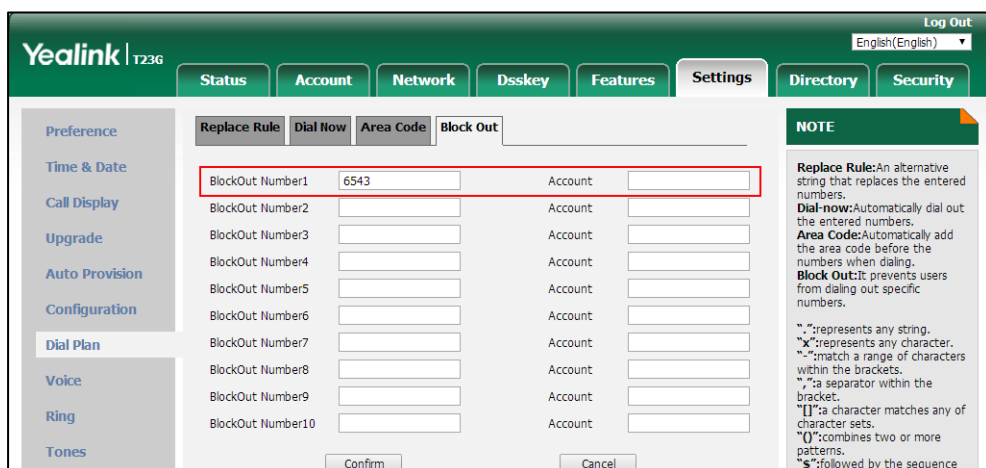 Log Out
Yealink T23G
English(English)
Status Account Network Dsskey Features Settings Directory Security
Preference
Time & Date
Call Display
Upgrade
Auto Provision
Configuration
Dial Plan
Voice
Ring
Tones
Replace Rule Dial Now Area Code Block Out
BlockOut Number1 6543 Account
BlockOut Number2 Account
BlockOut Number3 Account
BlockOut Number4 Account
BlockOut Number5 Account
BlockOut Number6 Account
BlockOut Number7 Account
BlockOut Number8 Account
BlockOut Number9 Account
BlockOut Number10 Account
Confirm Cancel
NOTE
Replace Rule:An alternative
string that replaces the entered
numbers.
Dial-now:Automatically dial out
the entered numbers.
Area Code:Automatically add
the area code before the
numbers when dialing.
Block Out:It prevents users
from dialing out specific
numbers.
".":represents any string.
"x":represents any character.
"-":match a range of characters
within the brackets.
",":a separator within the
bracket.
"[]":a character matches any of
character sets.
"()":combines two or more
patterns.
"$":followed by the sequence